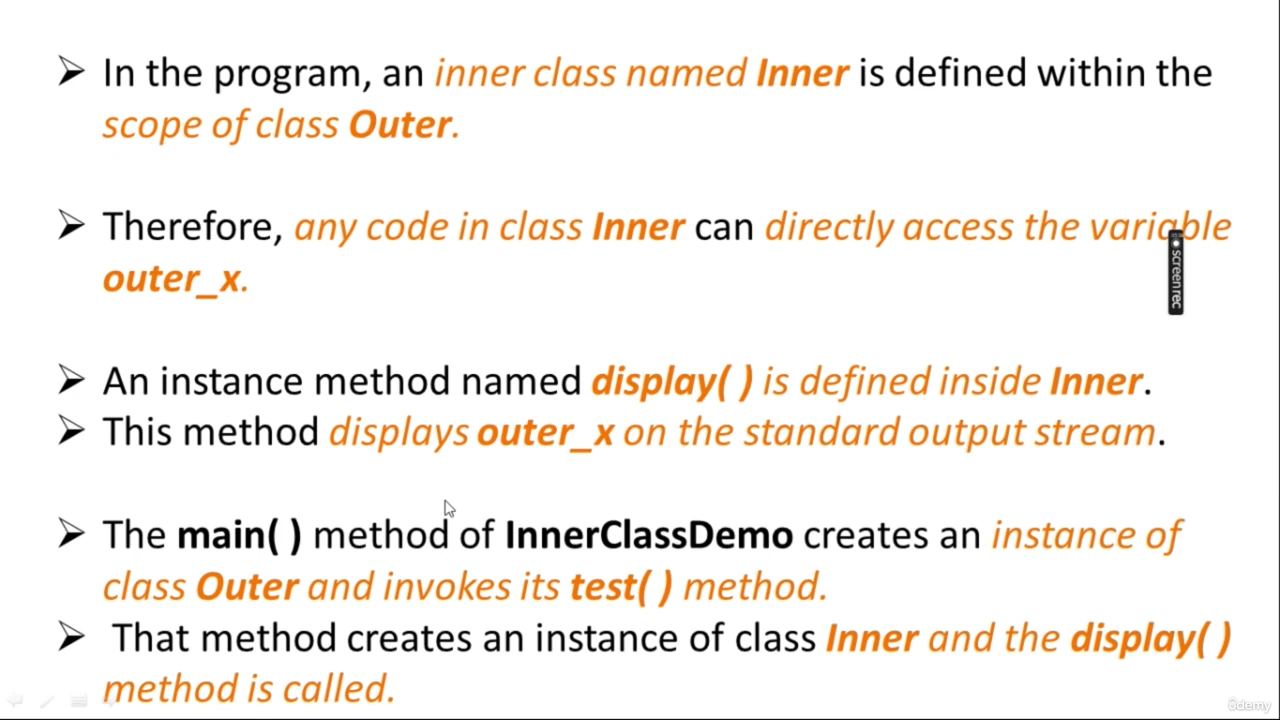 ➢ In the program, an inner class named Inner is defined within the
scope of class Outer.
➢ Therefore, any code in class Inner can directly access the variable
outer_x.
screenrec
➢ An instance method named display( ) is defined inside Inner.
➢ This method displays outer_x on the standard output stream.
➢ The main( ) method of InnerClassDemo creates an instance of
class Outer and invokes its test( ) method.
➢ That method creates an instance of class Inner and the display( )
method is called.
ûdemy